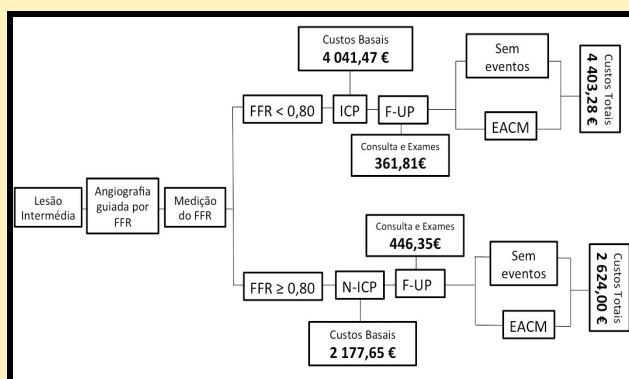 Custos Basais
4 041,47 €
Sem
eventos
Custos Totais
4 403,28 €
FFR < 0,80
ICP
F-UP
EACM
Consulta e Exames
361,81€
Lesão
Intermédia
Angiografia
guiada por
FFR
Medição
do FFR
Consulta e Exames
446,35€
Sem
eventos
Custos Totais
2 624,00 €
FFR ≥ 0,80
N-ICP
F-UP
EACM
Custos Basais
2 177,65 €